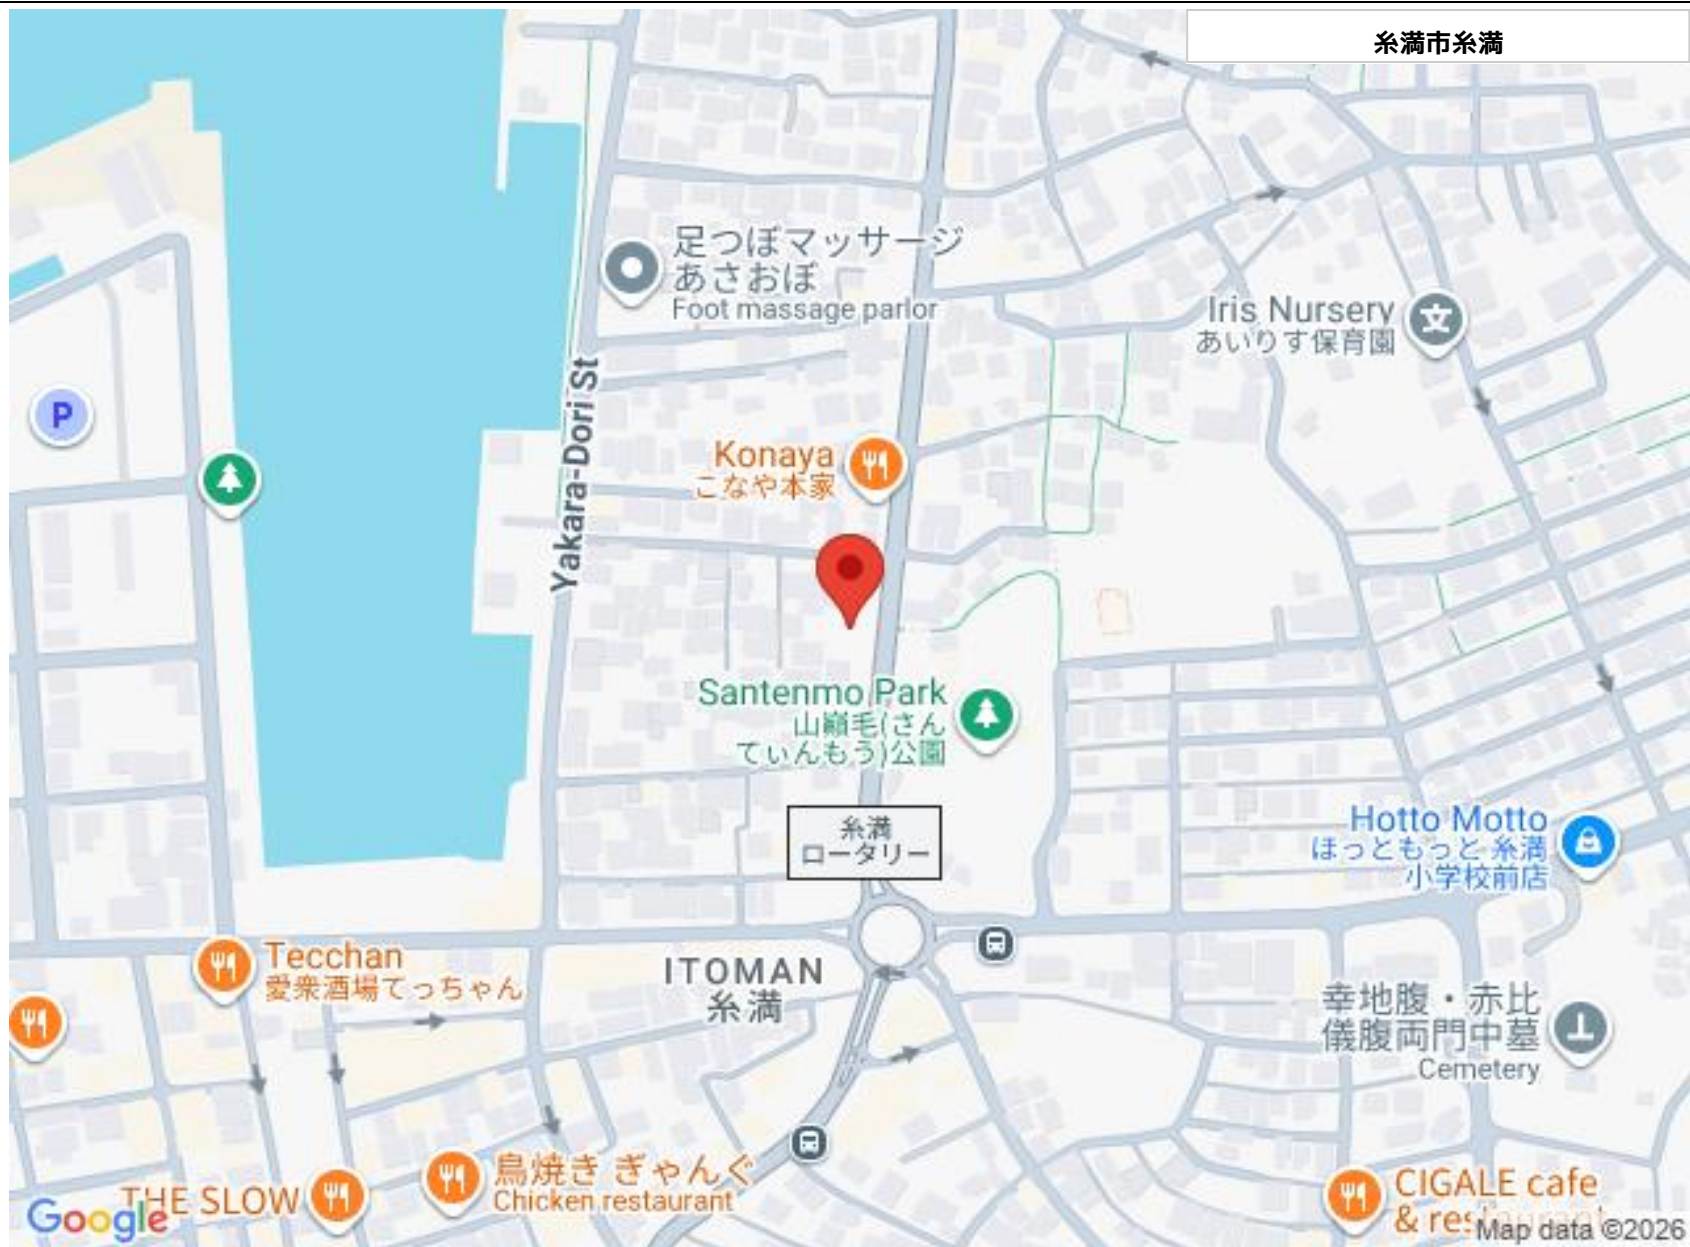 糸満市糸満
足つぼマッサージ
あさおぼ
Foot massage parlor
Iris Nursery
あいりす保育園
P
Yakara-Dori St
Konaya
こなや本家
Santenmo Park
山巓毛(さん
てぃんもう)公園
糸満
ロータリー
Hotto Motto
ほっともっと 糸満
小学校前店
Tecchan
愛衆酒場てっちゃん
ITOMAN
糸満
幸地腹・赤比
儀腹両門中墓
Cemetery
鳥焼き ぎゃんぐ
Chicken restaurant
THE SLOW
CIGALE cafe
& restaurant
Google
Map data ©2026